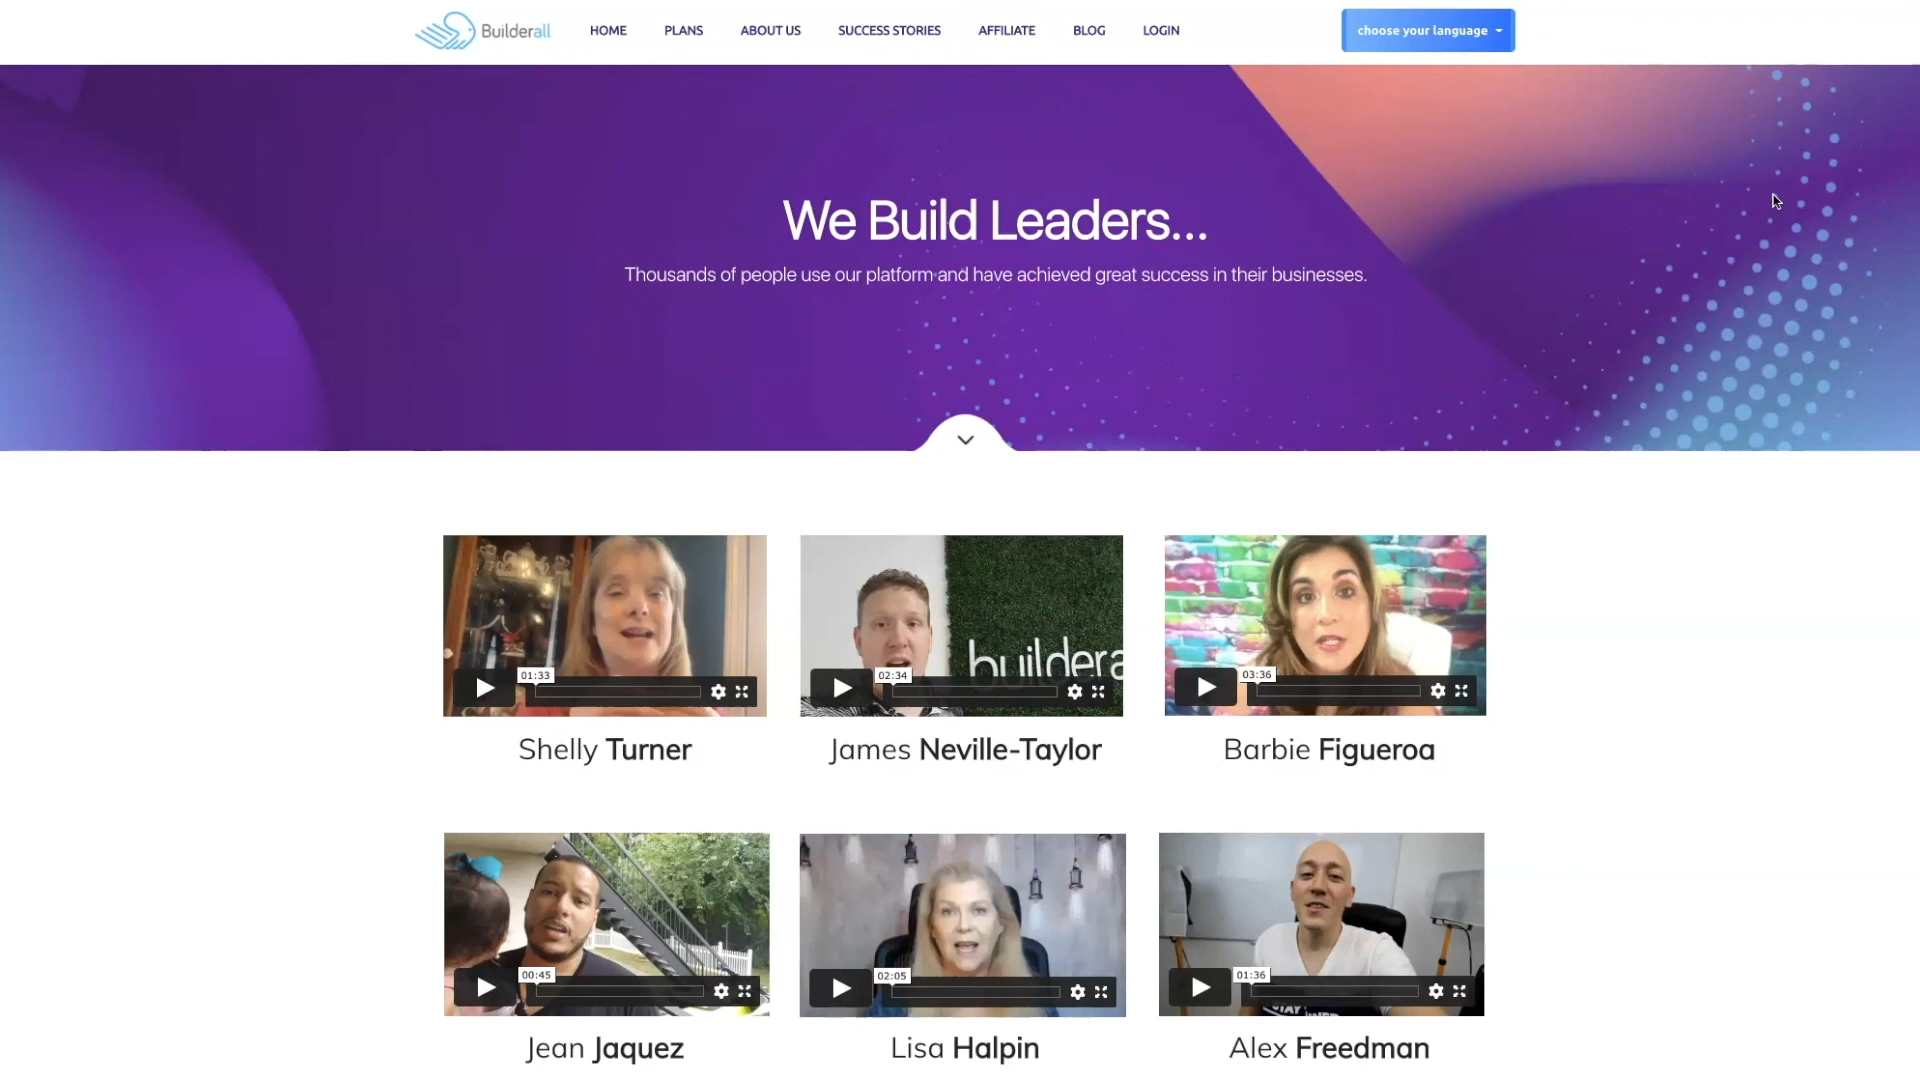 Builderall
HOME
PLANS
ABOUT US
SUCCESS STORIES
AFFILIATE
BLOG
LOGIN
choose your language
We Build Leaders...
Thousands of people use our platform and have achieved great success in their businesses.
buildera
01:33
02:34
03:36
Shelly Turner
James Neville-Taylor
Barbie Figueroa
00:45
02:05
01:36
Jean Jaquez
Lisa Halpin
Alex Freedman